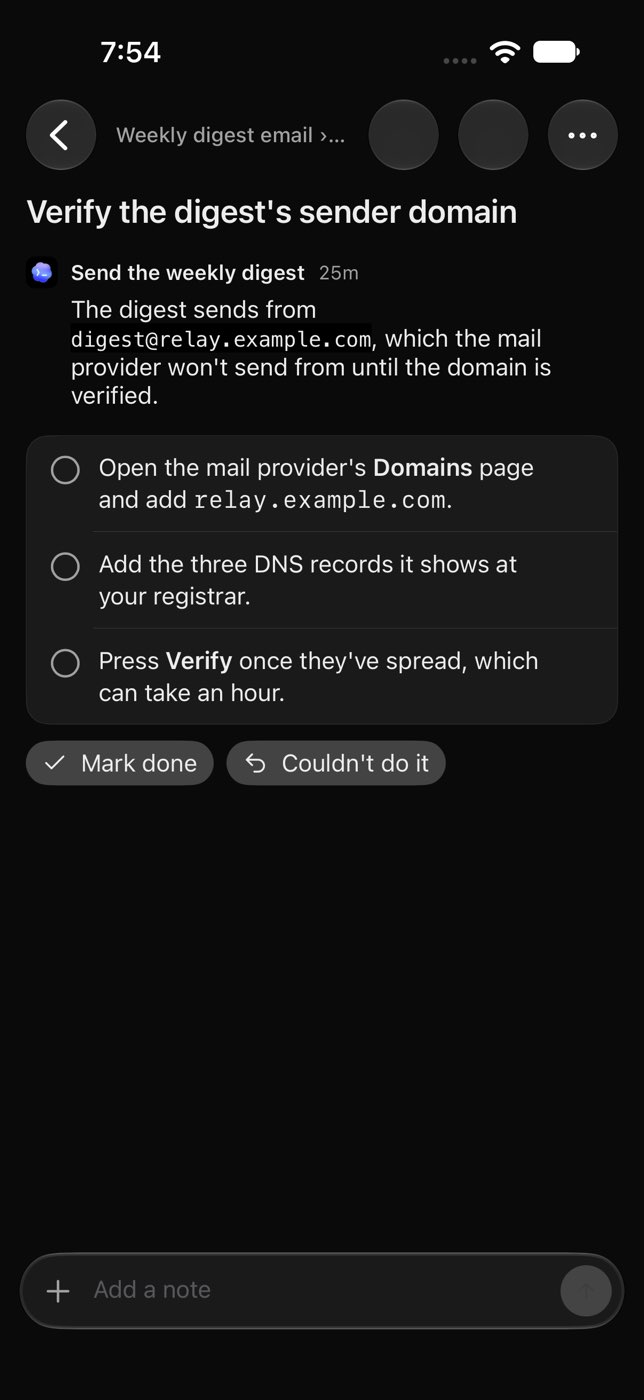 7:54
Weekly digest email ›...
Verify the digest's sender domain
Send the weekly digest 25m
The digest sends from
digest@relay.example.com, which the mail
provider won't send from until the domain is
verified.
Open the mail provider's Domains page
and add relay.example.com.
Add the three DNS records it shows at
your registrar.
Press Verify once they've spread, which
can take an hour.
Mark done
Couldn't do it
Add a note